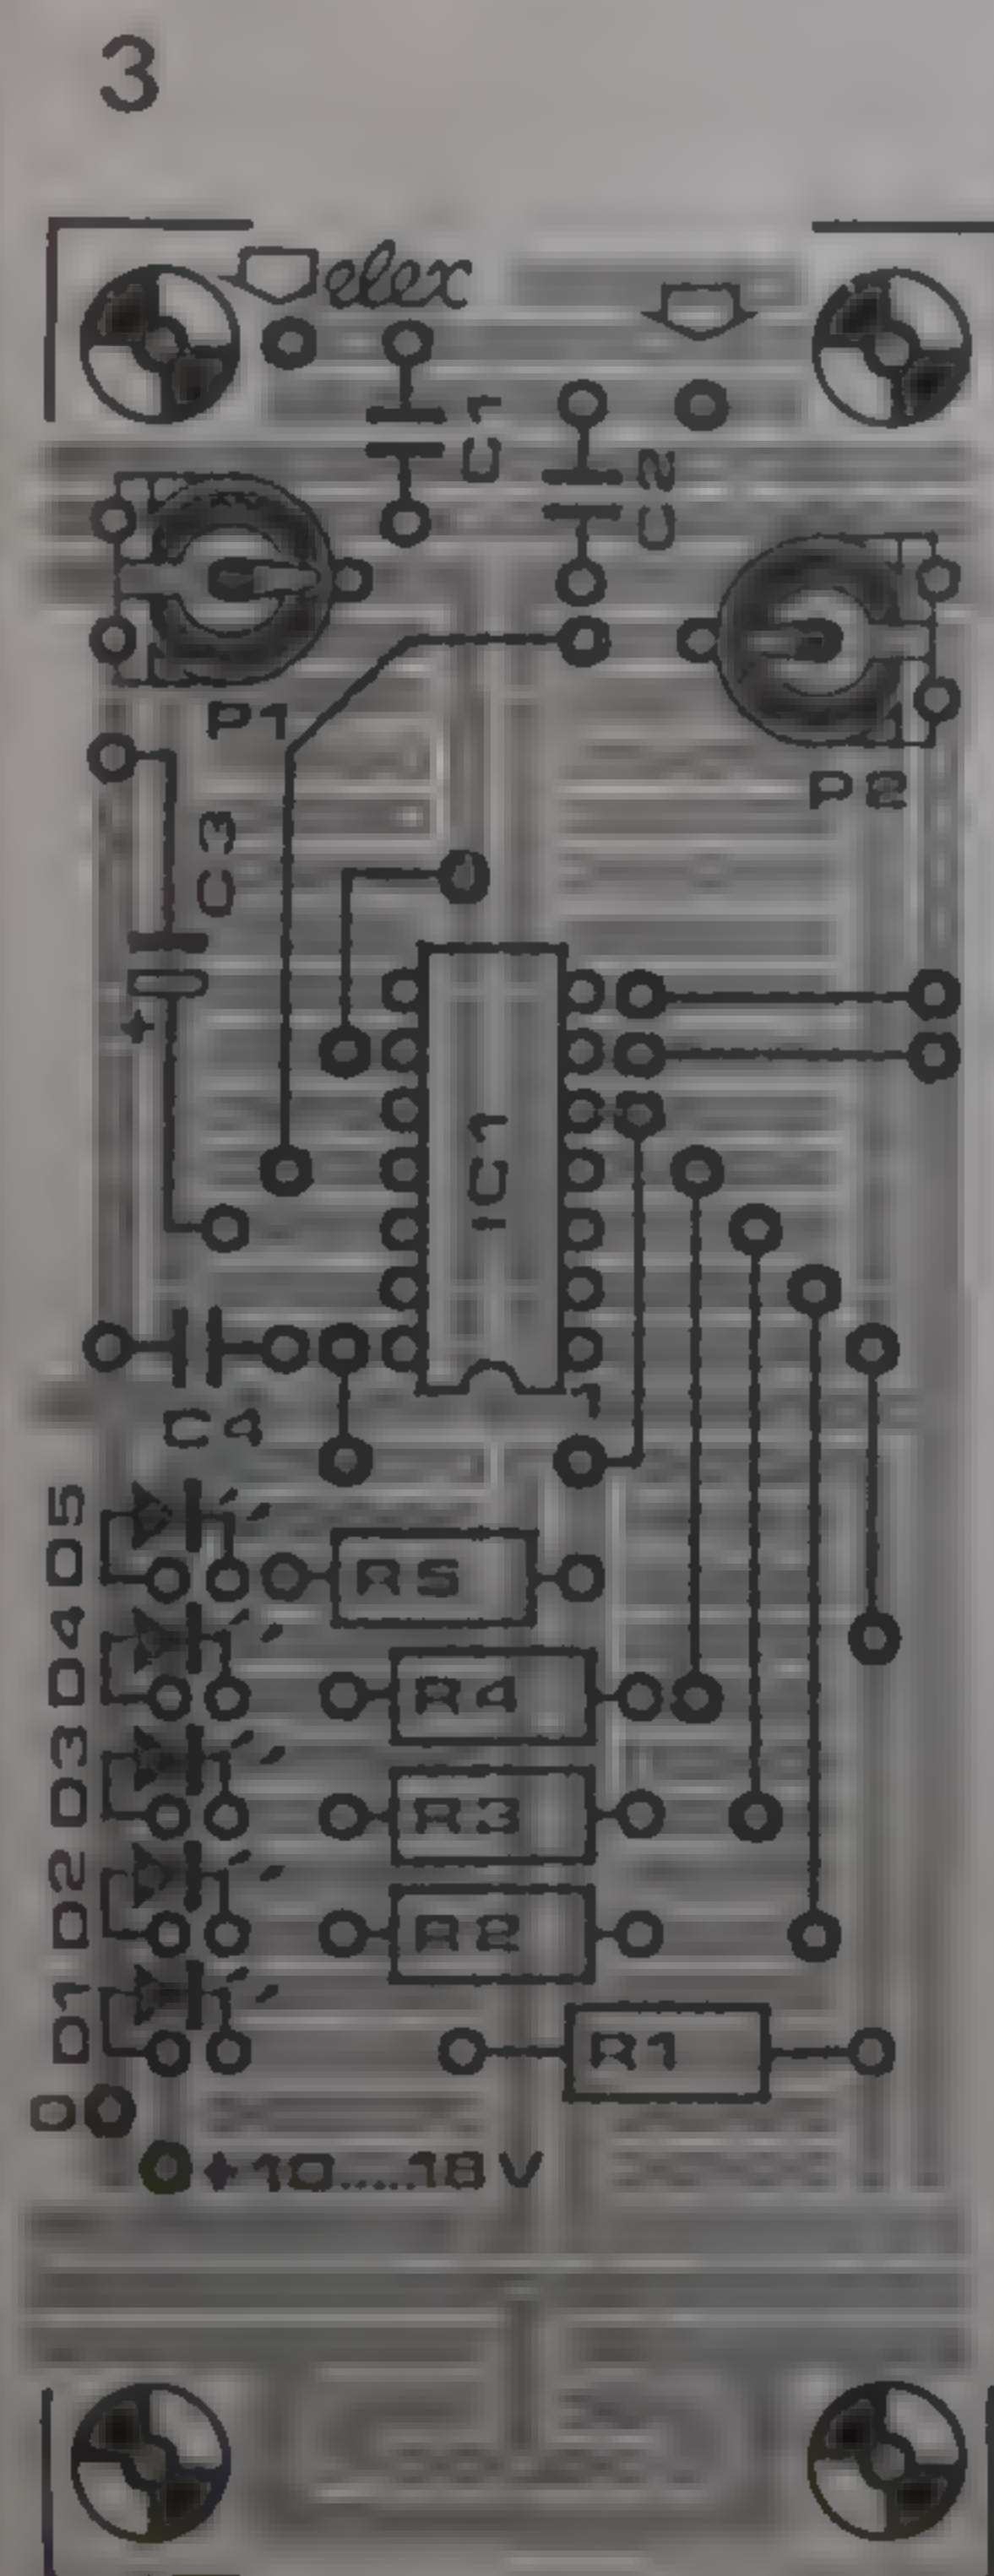 3
elex
C1
C2
P1
P2
C3
+
IC1
1
C4
D5
R5
D4
R4
D3
R3
D2
R2
D1
R1
0
+10.....18V